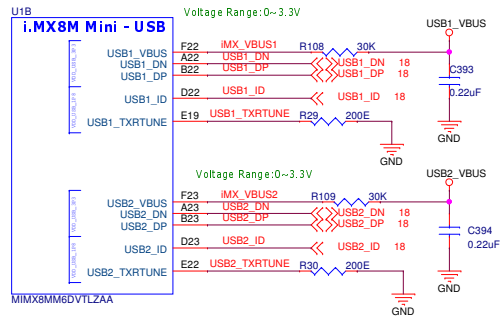 U1B
Voltage Range:0~3.3V
i.MX8M Mini - USB
USB1_VBUS
VDD_USB_3P3
USB1_VBUS F22 iMX_VBUS1 R108 30K
USB1_DN A22 USB1_DN USB1_DN 18
USB1_DP B22 USB1_DP USB1_DP 18
C393
0.22uF
VDD_USB_1P8
USB1_ID D22 USB1_ID USB1_ID 18
USB1_TXRTUNE E19 USB1_TXRTUNE R29 200E
GND
GND
Voltage Range:0~3.3V
USB2_VBUS
VDD_USB_3P3
USB2_VBUS F23 iMX_VBUS2 R109 30K
USB2_DN A23 USB2_DN USB2_DN 18
USB2_DP B23 USB2_DP USB2_DP 18
C394
0.22uF
USB2_ID D23 USB2_ID USB2_ID 18
USB2_TXRTUNE E22 USB2_TXRTUNE R30 200E
GND
MIMX8MM6DVTLZAA
GND